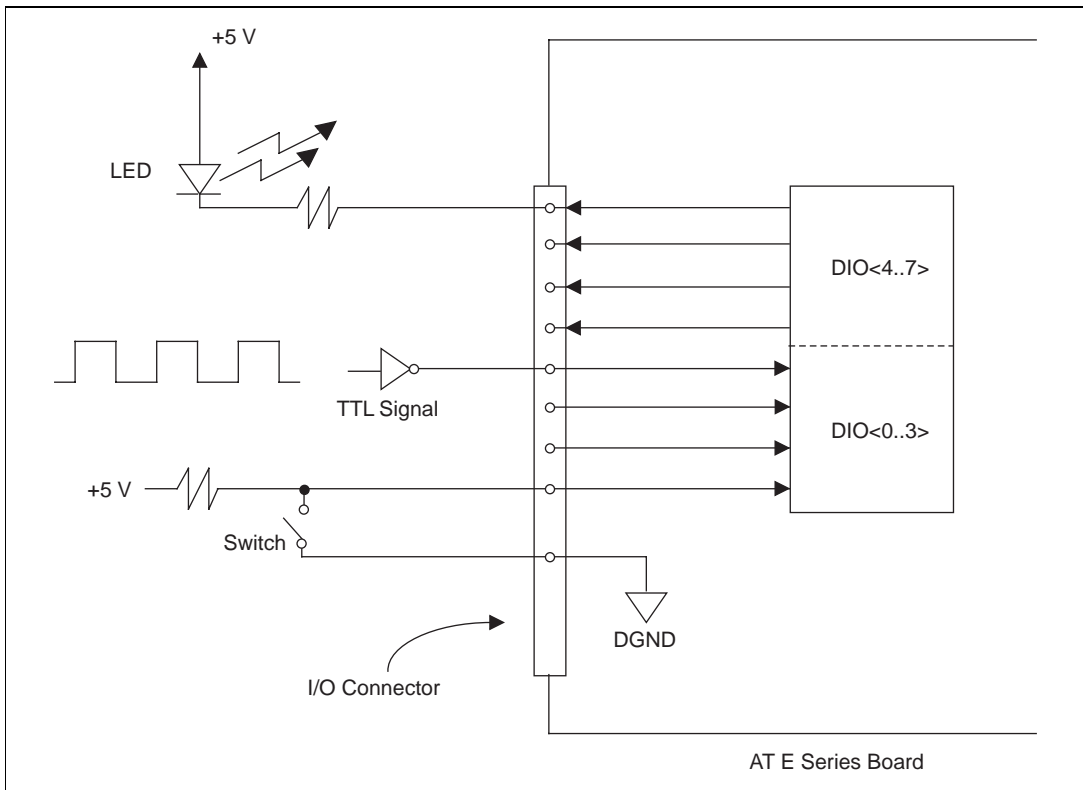 +5 V
LED
DIO<4..7>
TTL Signal
DIO<0..3>
+5 V
Switch
DGND
I/O Connector
AT E Series Board